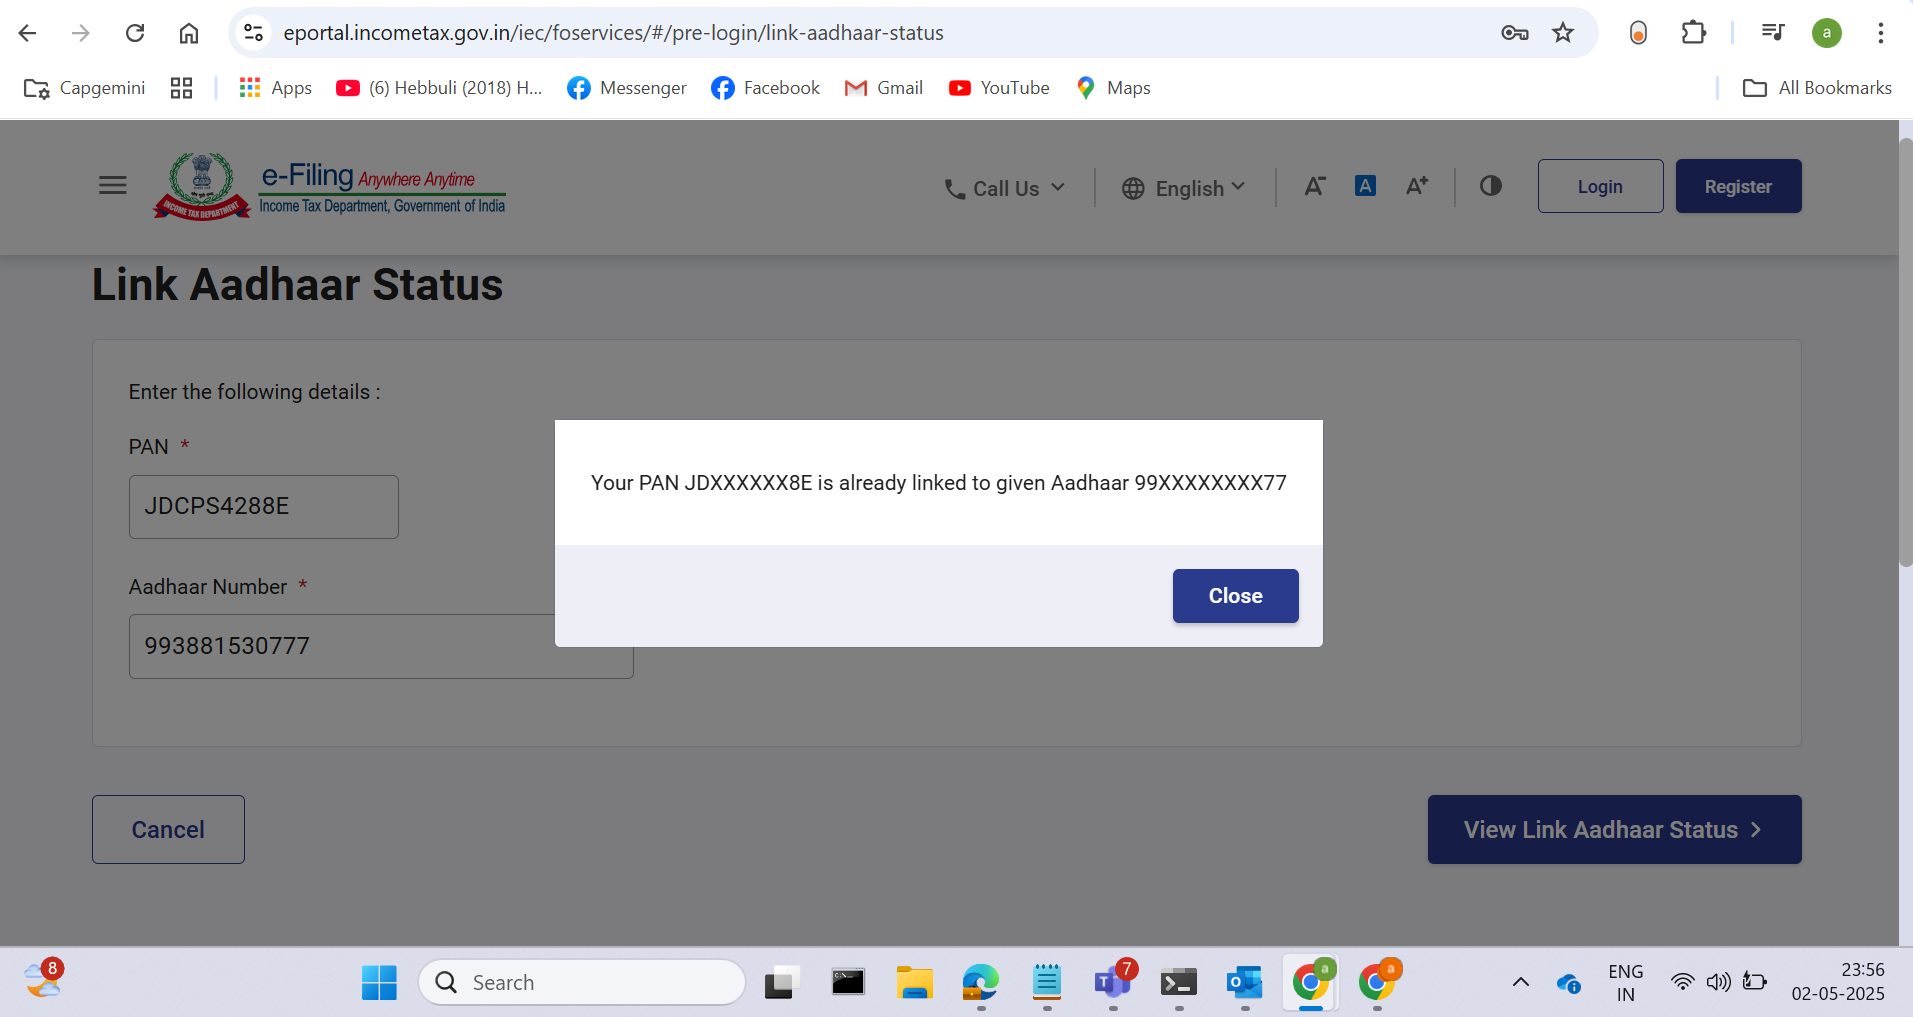 eportal.incometax.gov.in/iec/foservices/#/pre-login/link-aadhaar-status
a
Capgemini
Apps
(6) Hebbuli (2018) H...
Messenger
Facebook
Gmail
YouTube
Maps
All Bookmarks
INCOME TAX DEPARTMENT
e-Filing Anywhere Anytime
Income Tax Department, Government of India
Call Us
English
A-
A
A+
Login
Register
Link Aadhaar Status
Enter the following details :
PAN *
JDCPS4288E
Your PAN JDXXXXXX8E is already linked to given Aadhaar 99XXXXXXXX77
Close
Aadhaar Number *
993881530777
Cancel
View Link Aadhaar Status
8
Search
7
a
a
ENG
IN
23:56
02-05-2025